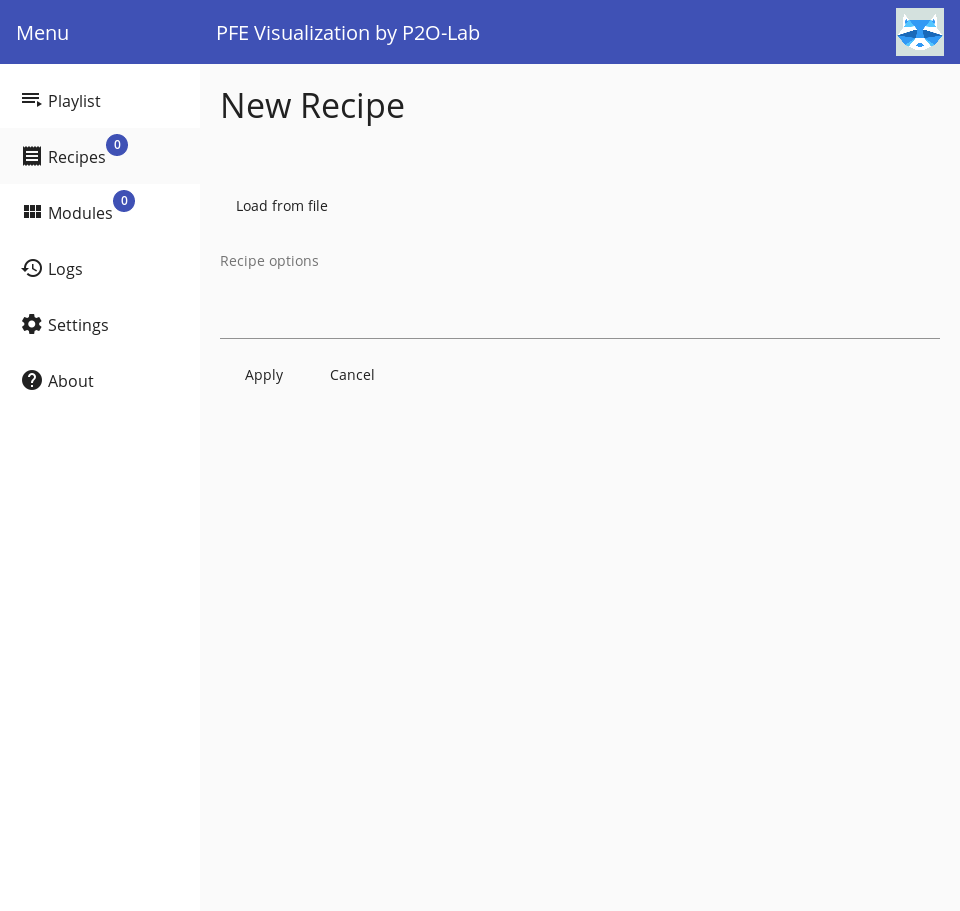 Menu
PFE Visualization by P2O-Lab
Playlist
Recipes 0
Modules 0
Logs
Settings
About
New Recipe
Load from file
Recipe options
Apply Cancel